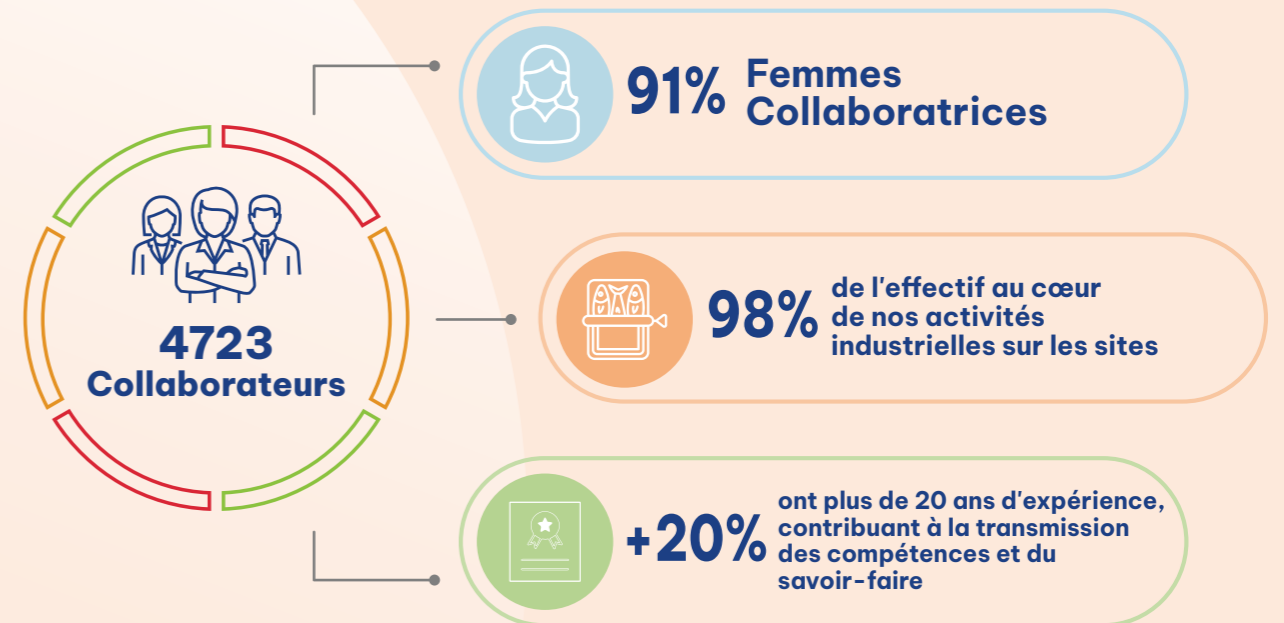 91% Femmes
Collaboratrices
4723
Collaborateurs
98% de l'effectif au cœur
de nos activités
industrielles sur les sites
+20% ont plus de 20 ans d'expérience,
contribuant à la transmission
des compétences et du
savoir-faire